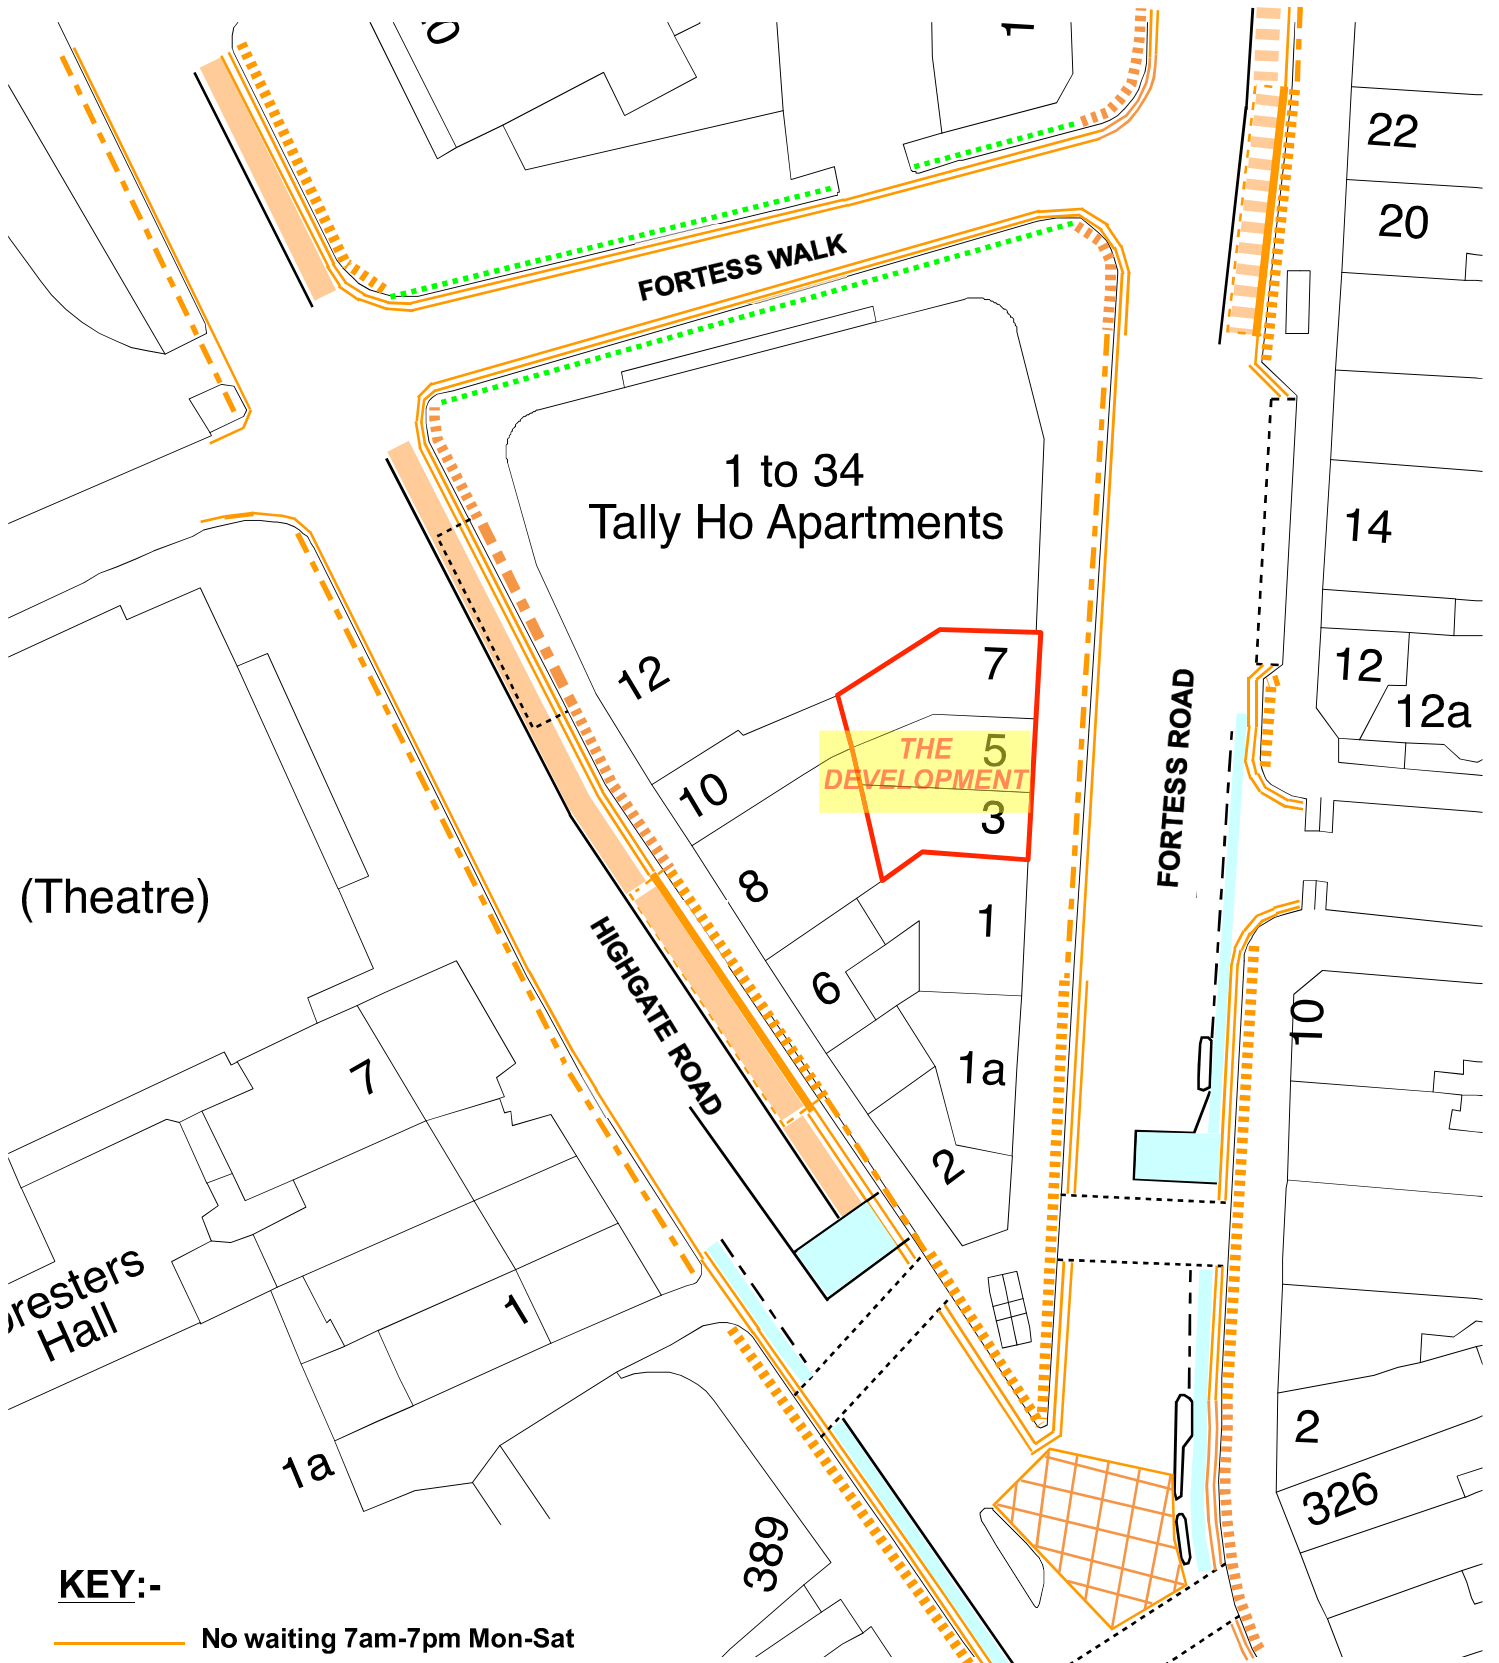 1
22
20
FORTESS WALK
1 to 34
Tally Ho Apartments
14
12
7
12
12a
THE
5
DEVELOPMENT
10
3
FORTESS ROAD
8
(Theatre)
1
HIGHGATE ROAD
6
10
7
1a
2
oresters
Hall
1
2
1a
326
389
KEY:-
No waiting 7am-7pm Mon-Sat